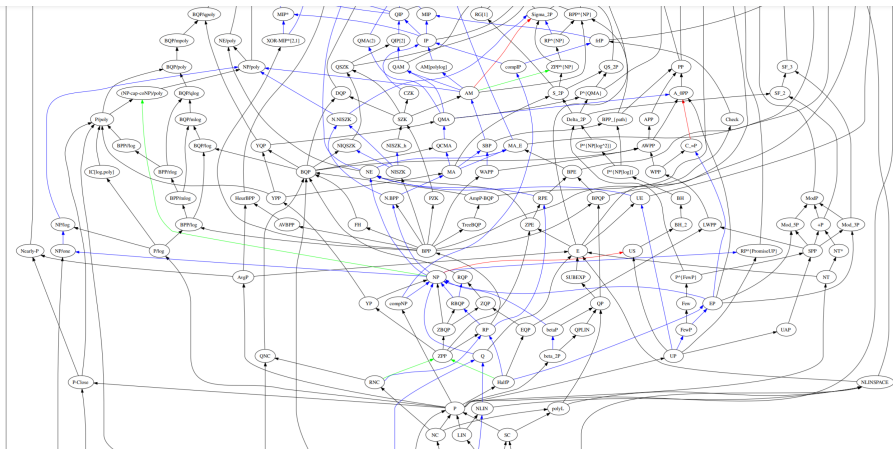 BQP/qpoly MIP* QIP MIP RG[1] Sigma_2P BPP^{NP}
BQP/mpoly NE/poly XOR-MIP*[2,1] QMA(2) QIP[2] IP RP^{NP} SF_3
BQP/poly NP/poly QSZK QAM AM[polylog] compIP ZPP^{NP} QS_2P PP
P/poly (NP-cap-coNP)/poly BQP/qlog DQP CZK AM S_2P P^{QMA} A_0PP SF_2
BQP/mlog N.NISZK SZK QMA Delta_2P BPP_{path} APP Check
BPP//log BQP/log YQP NIQSZK NISZK_h QCMA SBP MA_E P^{NP[log^2]} AWPP C_=P
IC[log,poly] BPP/rlog BQP NE NISZK MA WAPP BPE P^{NP[log]} WPP
BPP/mlog HeurBPP YPP N.BPP PZK AmpP-BQP RPE BPQP UE BH ModP
NP/log BPP/log AVBPP FH TreeBQP ZPE BH_2 LWPP Mod_5P +P Mod_3P
Nearly-P NP/one P/log BPP E US RP^{PromiseUP} SPP NT*
AvgP NP RQP SUBEXP P^{FewP} NT
YP compNP RBQP ZQP QP Few EP
ZBQP RP EQP betaP QPLIN FewP UAP
QNC ZPP Q beta_2P UP
P-Close RNC HalfP NLINSPACE
P NLIN polyL
NC LIN SC